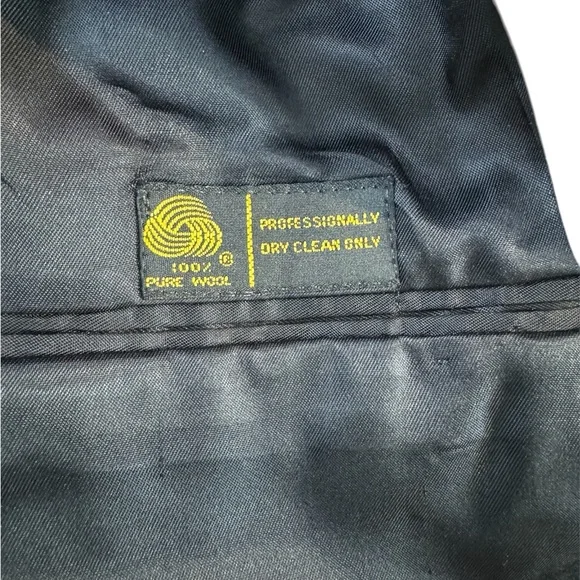 100% ®
PURE WOOL
PROFESSIONALLY
DRY CLEAN ONLY